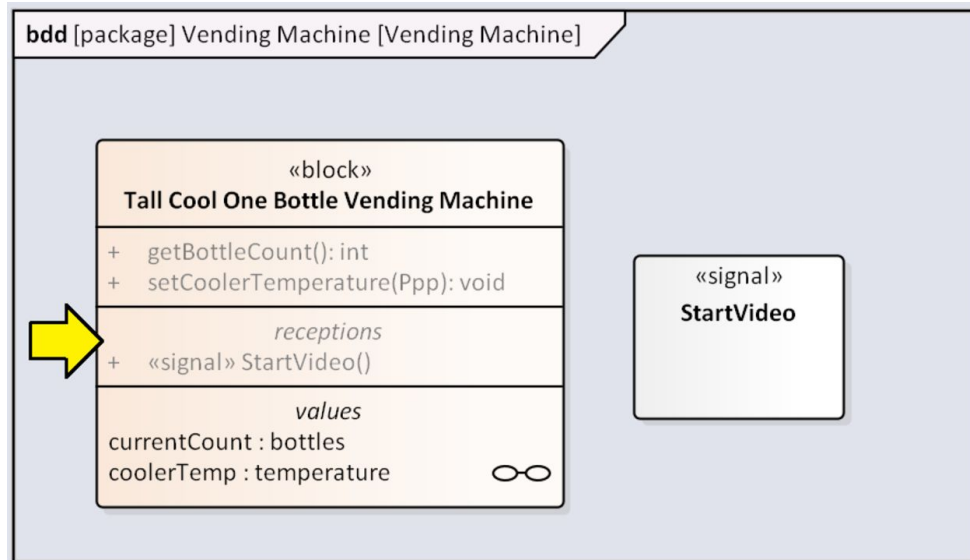 bdd [package] Vending Machine [Vending Machine]
«block»
Tall Cool One Bottle Vending Machine
+ getBottleCount(): int
+ setCoolerTemperature(Ppp): void
receptions
+ «signal» StartVideo()
values
currentCount : bottles
coolerTemp : temperature
«signal»
StartVideo